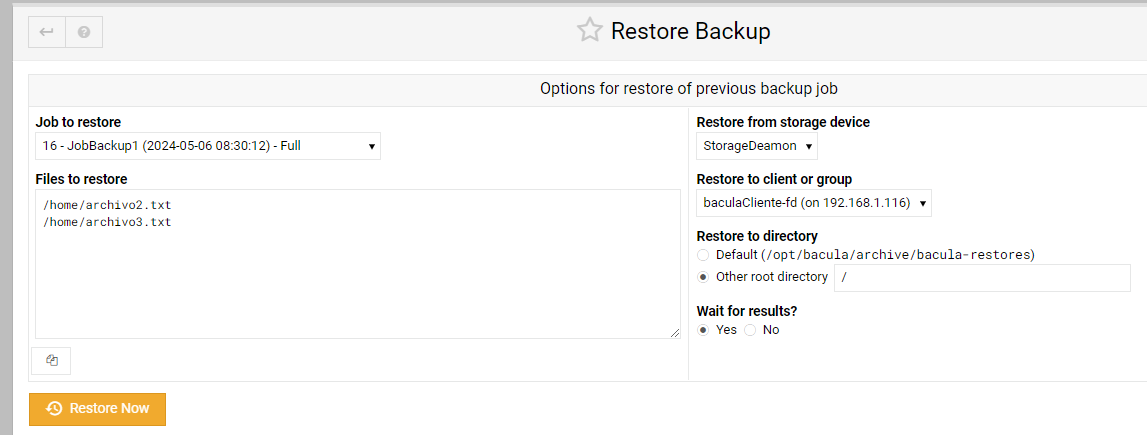 Restore Backup
Options for restore of previous backup job
Job to restore
16 - JobBackup1 (2024-05-06 08:30:12) - Full
Files to restore
/home/archivo2.txt
/home/archivo3.txt
Restore from storage device
StorageDeamon
Restore to client or group
baculaCliente-fd (on 192.168.1.116)
Restore to directory
Default (/opt/bacula/archive/bacula-restores)
Other root directory /
Wait for results?
Yes No
Restore Now